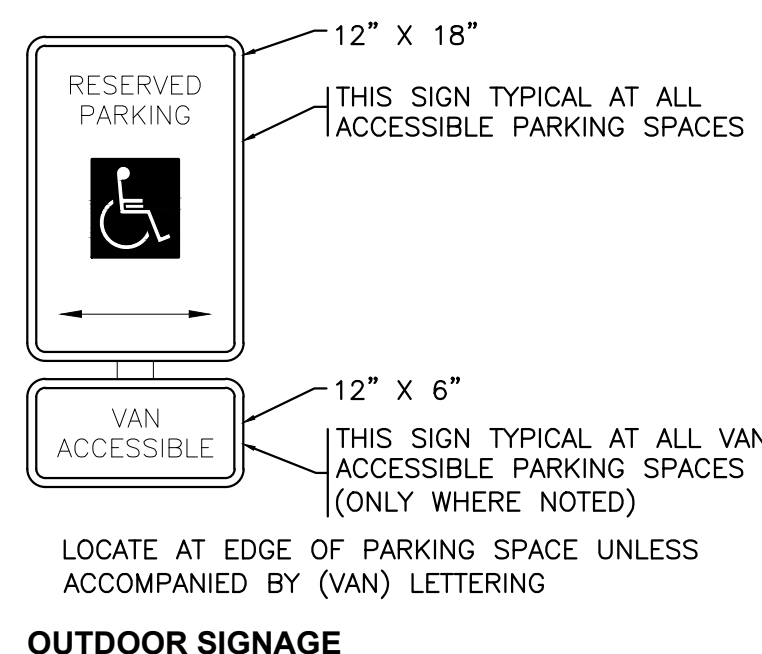 RESERVED
PARKING
12” X 18”
THIS SIGN TYPICAL AT ALL
ACCESSIBLE PARKING SPACES
VAN
ACCESSIBLE
12” X 6”
THIS SIGN TYPICAL AT ALL VAN
ACCESSIBLE PARKING SPACES
(ONLY WHERE NOTED)
LOCATE AT EDGE OF PARKING SPACE UNLESS
ACCOMPANIED BY (VAN) LETTERING
OUTDOOR SIGNAGE